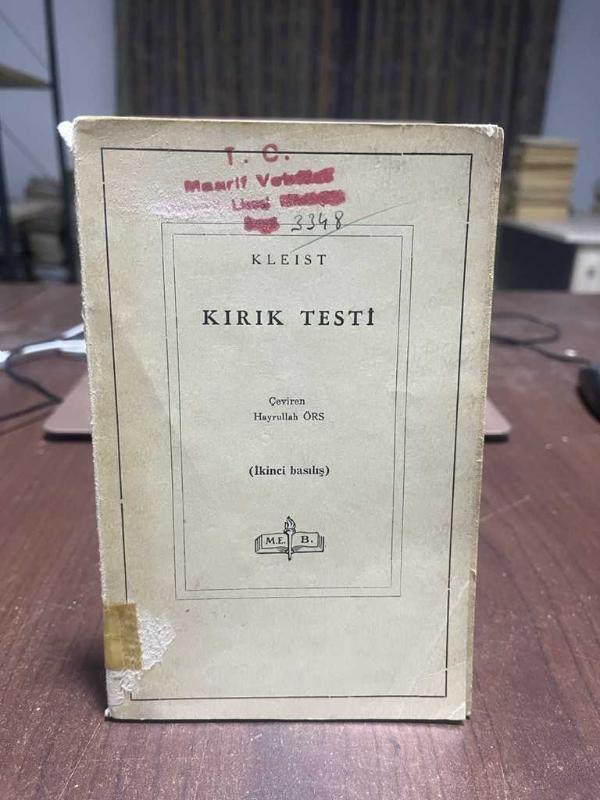 T. C.
Maarif
3348
KLEIST
KIRIK TESTİ
Çeviren
Hayrullah ÖRS
(İkinci basılış)
M.E. B.